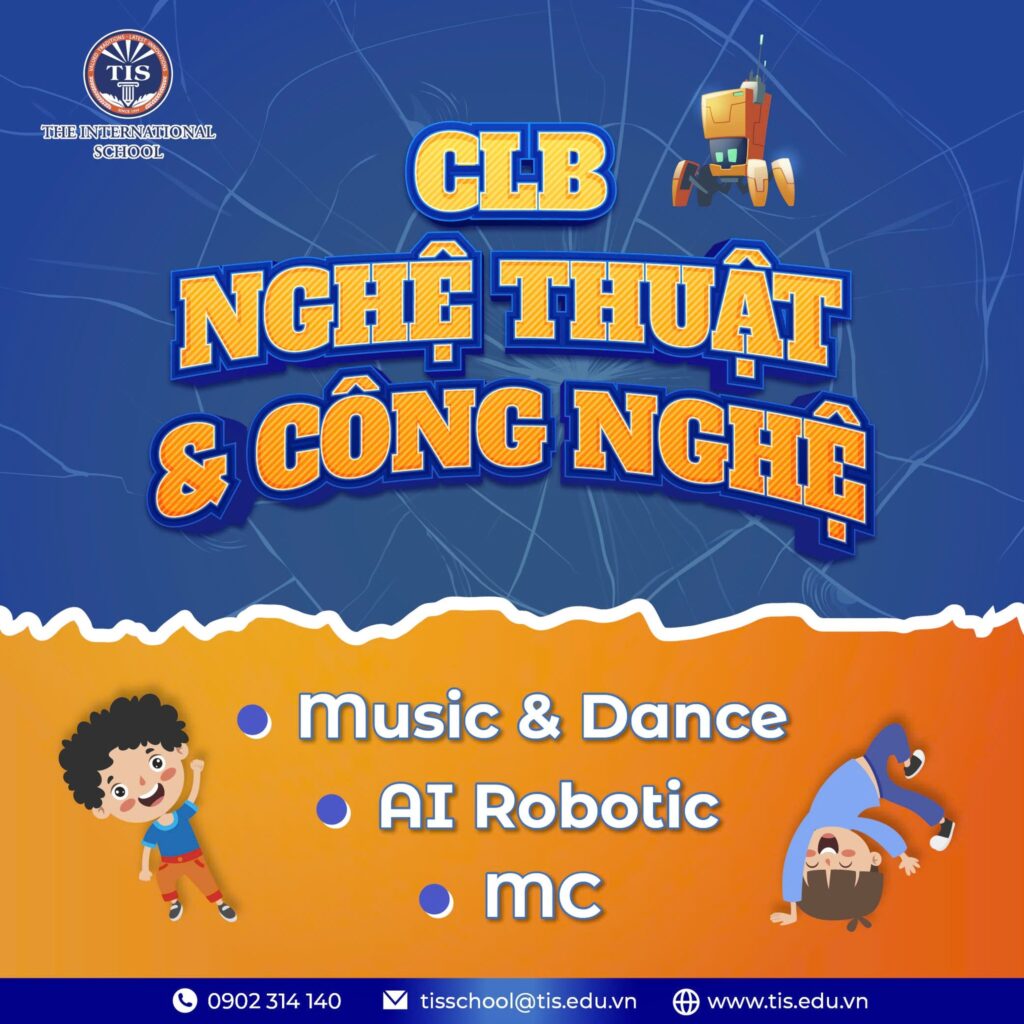 TIS
THE INTERNATIONAL
SCHOOL
CLB
NGHỆ THUẬT
& CÔNG NGHỆ
Music & Dance
AI Robotic
MC
0902 314 140
tisschool@tis.edu.vn
www.tis.edu.vn